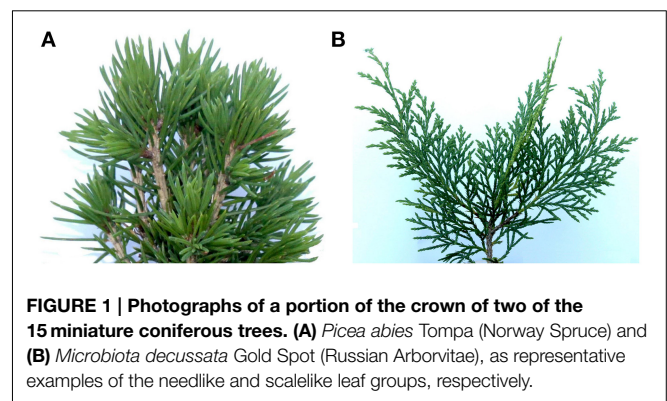 A
B
FIGURE 1 | Photographs of a portion of the crown of two of the
15 miniature coniferous trees. (A) Picea abies Tompa (Norway Spruce) and
(B) Microbiota decussata Gold Spot (Russian Arborvitae), as representative
examples of the needlelike and scalelike leaf groups, respectively.